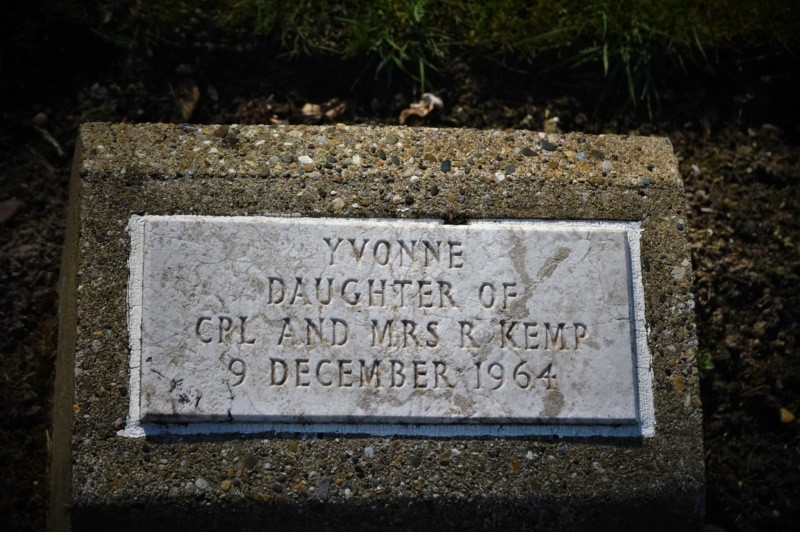 YVONNE
DAUGHTER OF
CPL AND MRS R KEMP
9 DECEMBER 1964